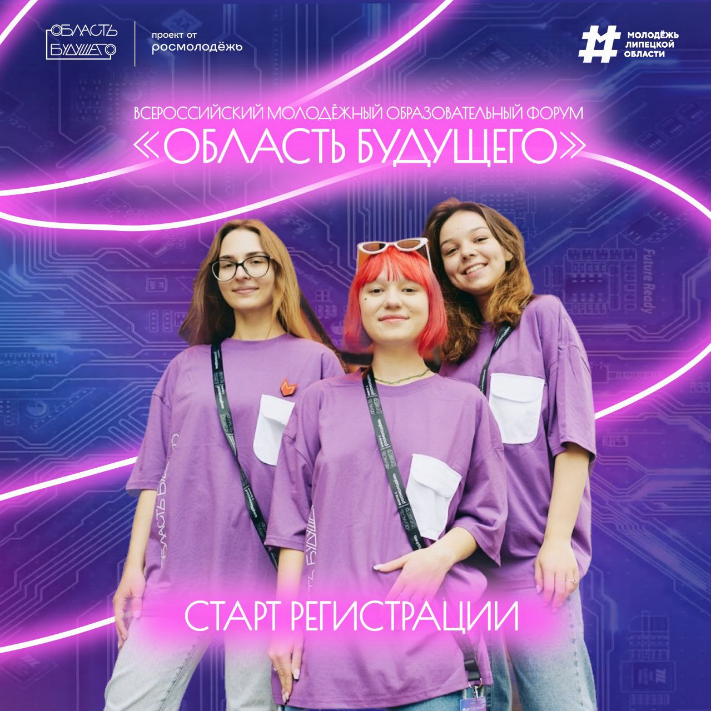 ОБЛАСТЬ
БУДУЩЕГО
проект от
росмолодёжь
МОЛОДЁЖЬ
ЛИПЕЦКОЙ
ОБЛАСТИ
ВСЕРОССИЙСКИЙ МОЛОДЁЖНЫЙ ОБРАЗОВАТЕЛЬНЫЙ ФОРУМ
«ОБЛАСТЬ БУДУЩЕГО»
Future Ready
СТАРТ РЕГИСТРАЦИИ